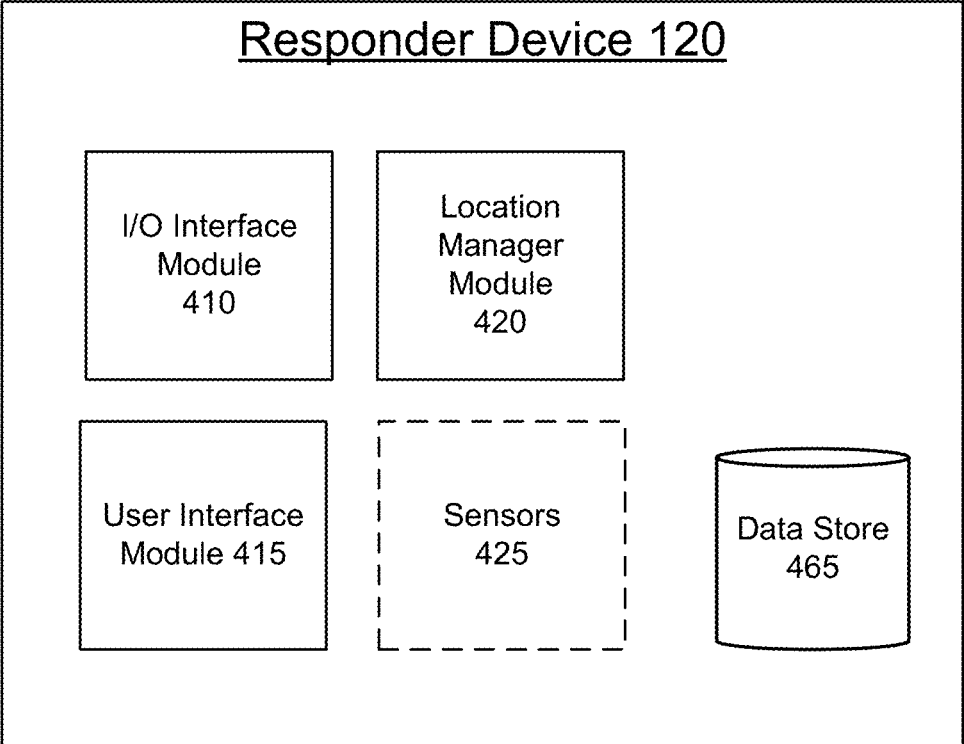 Responder Device 120
I/O Interface
Module
410
Location
Manager
Module
420
User Interface
Module 415
Sensors
425
Data Store
465